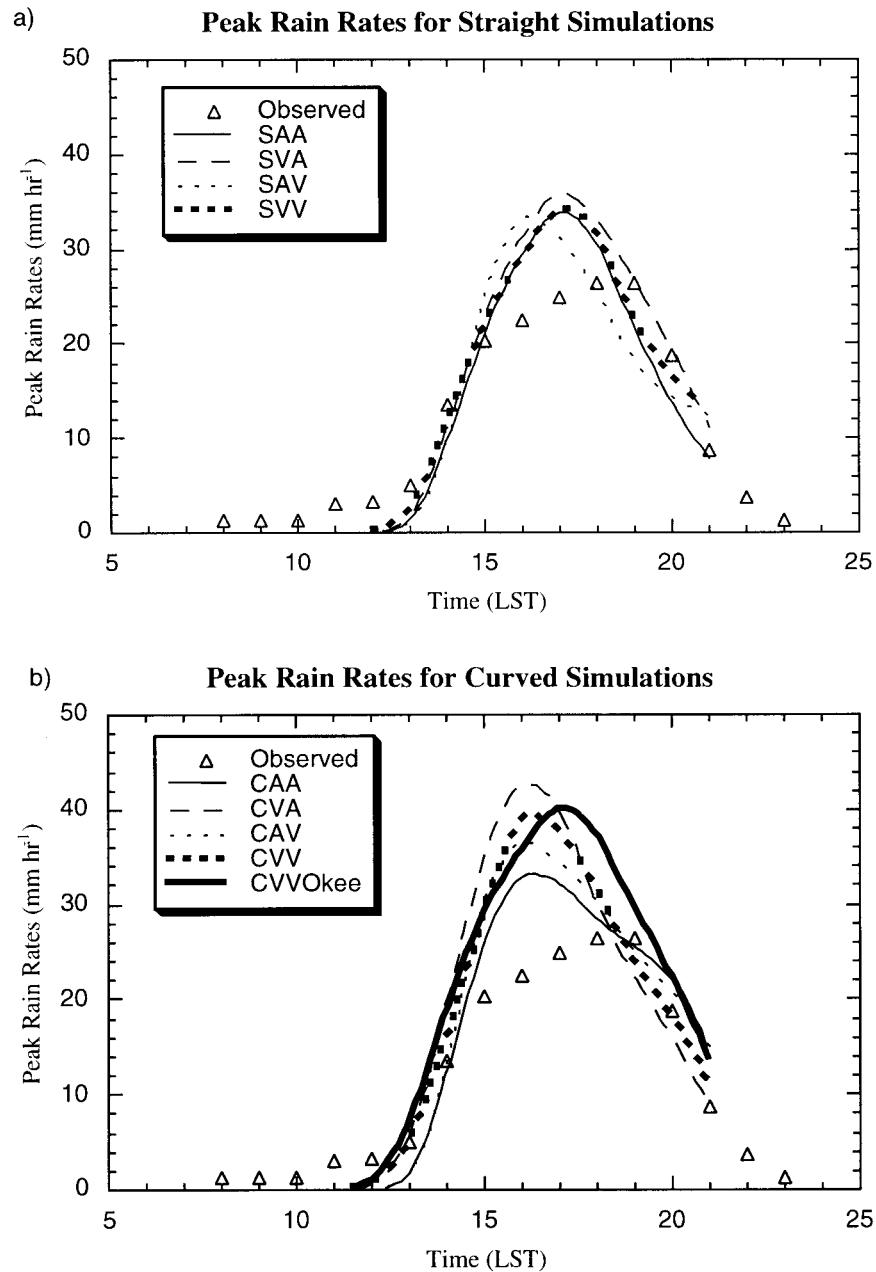 a)
Peak Rain Rates for Straight Simulations
50
40
30
20
10
0
Peak Rain Rates (mm hr-1)
Observed
SAA
SVA
SAV
SVV
5
10
15
20
25
Time (LST)
b)
Peak Rain Rates for Curved Simulations
50
40
30
20
10
0
Peak Rain Rates (mm hr-1)
Observed
CAA
CVA
CAV
CVV
CVVOkee
5
10
15
20
25
Time (LST)